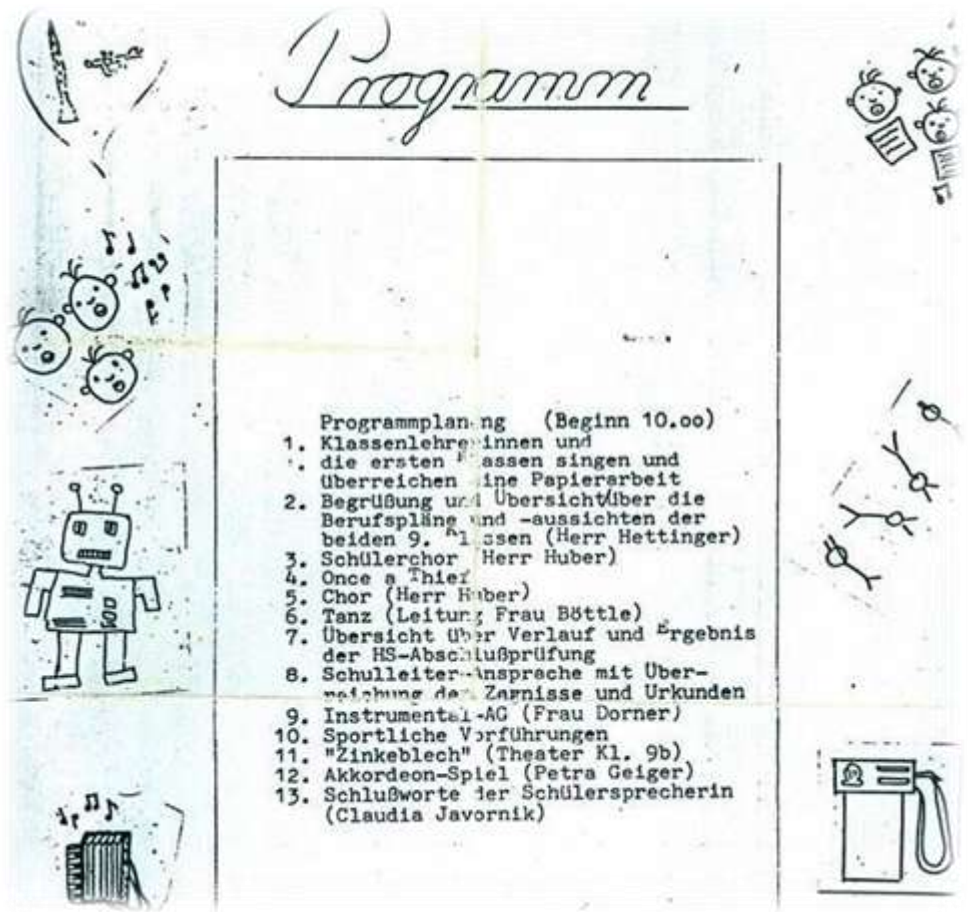 Programm
Programmplanung (Beginn 10.oo)
1. Klassenlehrerinnen und
die ersten Klassen singen und
überreichen eine Papierarbeit
2. Begrüßung und Übersicht über die
Berufspläne und -aussichten der
beiden 9. Klassen (Herr Hettinger)
3. Schülerchor (Herr Huber)
4. Once a Thief
5. Chor (Herr Huber)
6. Tanz (Leitung Frau Böttle)
7. Übersicht über Verlauf und Ergebnis
der HS-Abschlußprüfung
8. Schulleiter-Ansprache mit Über-
reichung der Zeugnisse und Urkunden
9. Instrumental-AG (Frau Dorner)
10. Sportliche Vorführungen
11. "Zinkeblech" (Theater Kl. 9b)
12. Akkordeon-Spiel (Petra Geiger)
13. Schlußworte der Schülersprecherin
(Claudia Javornik)